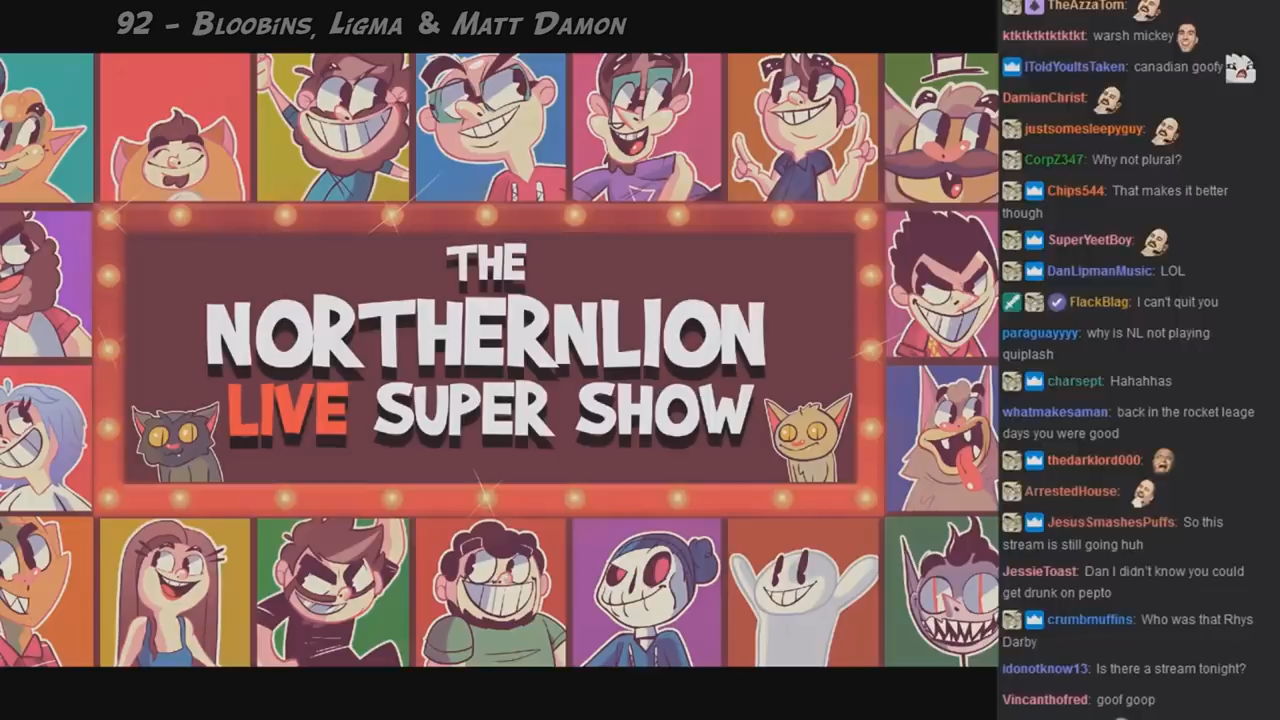 92 - Bloobins, Ligma & Matt Damon
THE
NORTHERNLION
LIVE SUPER SHOW
TheAzzaTom:
ktktktktktktkt: warsh mickey
IToldYouItsTaken: canadian goofy
DamianChrist:
justsomesleepyguy:
CorpZ347: Why not plural?
Chips544: That makes it better
though
SuperYeetBoy:
DanLipmanMusic: LOL
FlackBlag: I can't quit you
paraguayyyy: why is NL not playing
quiplash
charsept: Hahahhas
whatmakesaman: back in the rocket leage
days you were good
thedarklord000:
ArrestedHouse:
JesusSmashesPuffs: So this
stream is still going huh
JessieToast: Dan I didn't know you could
get drunk on pepto
crumbmuffins: Who was that Rhys
Darby
idonotknow13: Is there a stream tonight?
Vincanthofred: goof goop